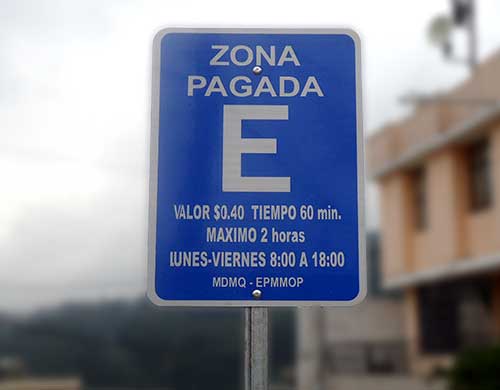 ZONA
PAGADA
E
VALOR $0.40 TIEMPO 60 min.
MAXIMO 2 horas
LUNES-VIERNES 8:00 A 18:00
MDMQ - EPMMOP